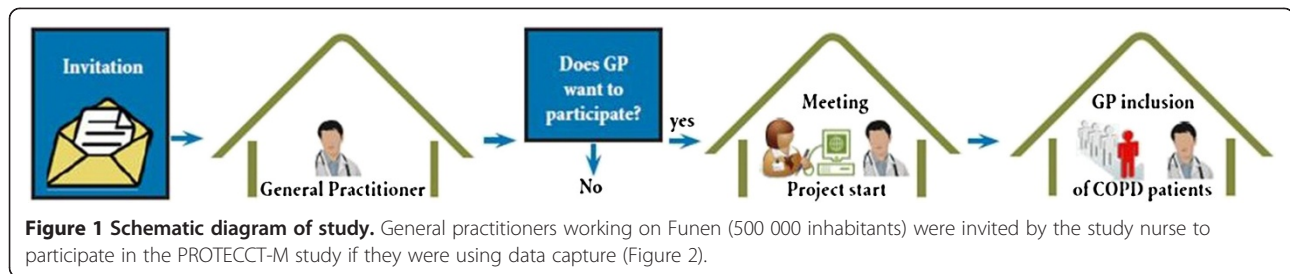 Invitation
General Practitioner
Does GP
want to
participate?
yes
No
Meeting
Project start
GP inclusion
of COPD patients
Figure 1 Schematic diagram of study. General practitioners working on Funen (500 000 inhabitants) were invited by the study nurse to
participate in the PROTECCT-M study if they were using data capture (Figure 2).